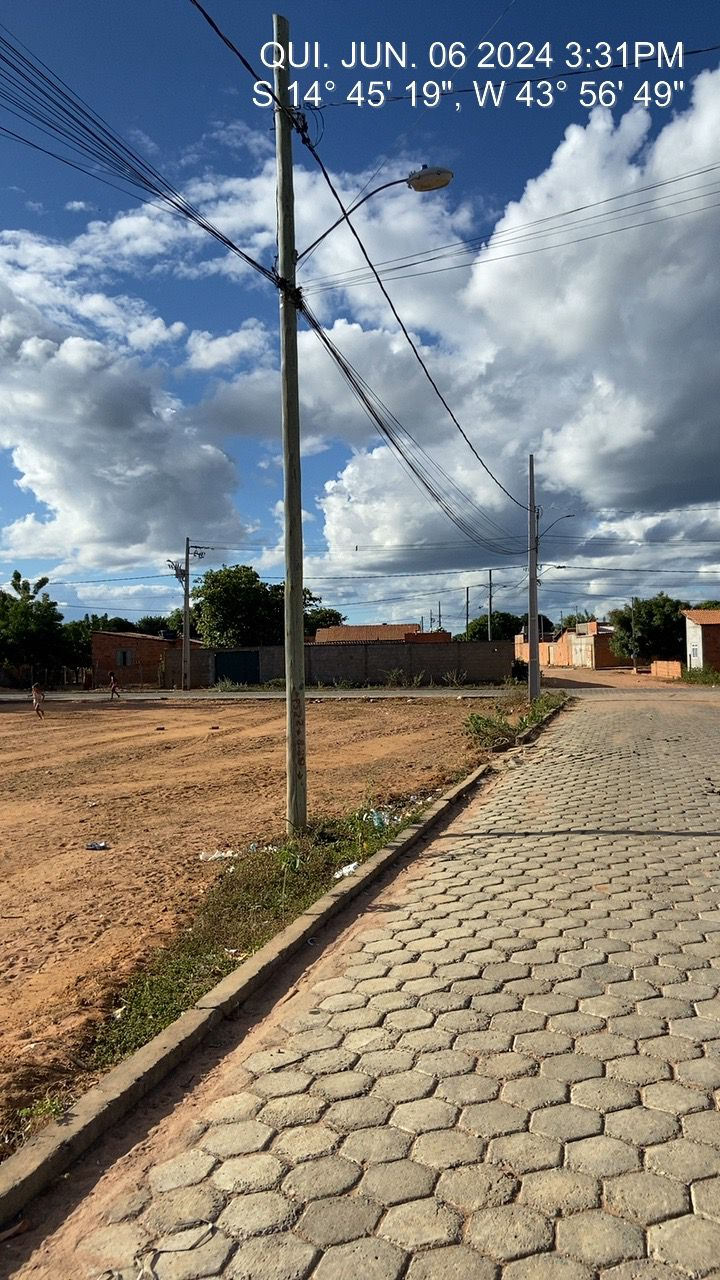 QUI. JUN. 06 2024 3:31PM
S 14° 45' 19", W 43° 56' 49"